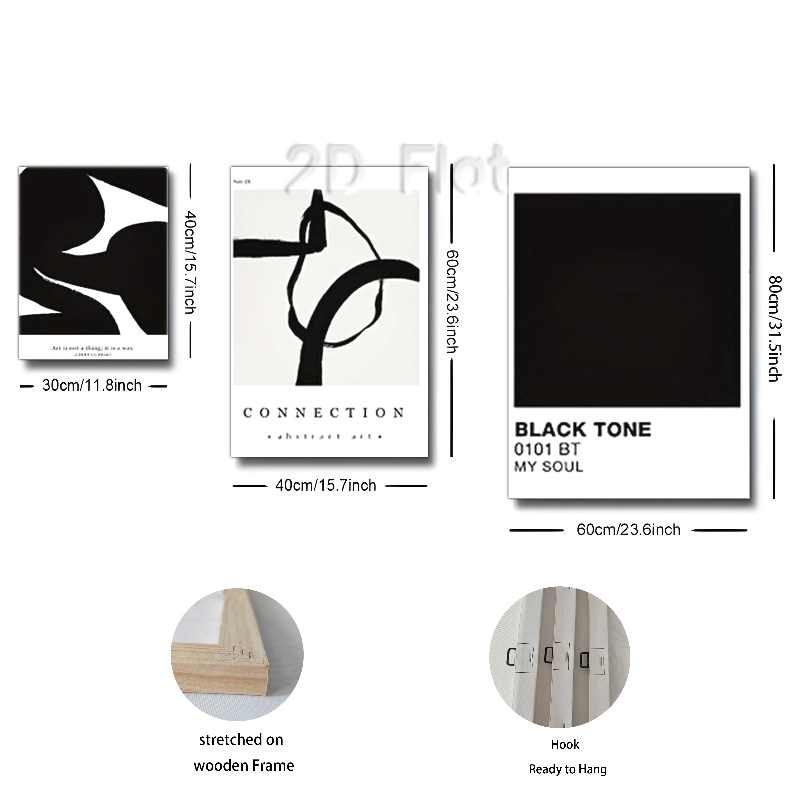 2D Flat
40cm/15.7inch
30cm/11.8inch
Art is not a thing; it is a way.
60cm/23.6inch
CONNECTION
• abstract art •
40cm/15.7inch
80cm/31.5inch
BLACK TONE
0101 BT
MY SOUL
60cm/23.6inch
stretched on
wooden Frame
Hook
Ready to Hang